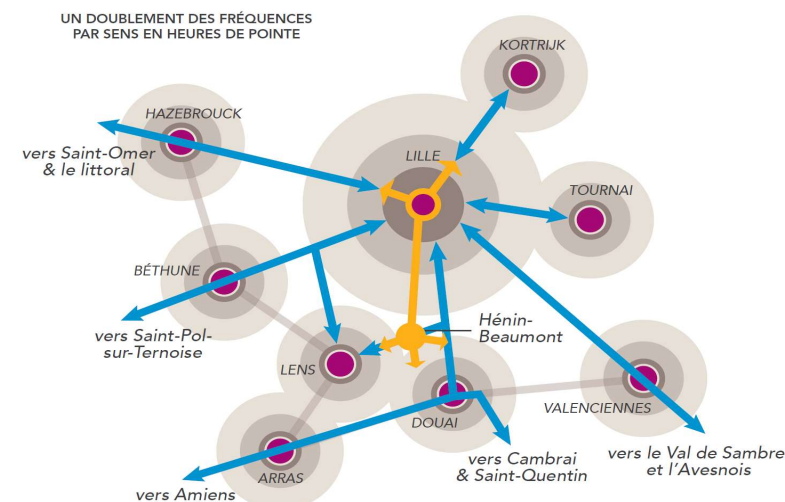 UN DOUBLEMENT DES FRÉQUENCES
PAR SENS EN HEURES DE POINTE
KORTRIJK
HAZEBROUCK
vers Saint-Omer
& le littoral
LILLE
TOURNAI
BÉTHUNE
vers Saint-Pol-
sur-Ternoise
Hénin-
Beaumont
LENS
VALENCIENNES
DOUAI
vers Cambrai
& Saint-Quentin
vers le Val de Sambre
et l'Avesnois
ARRAS
vers Amiens